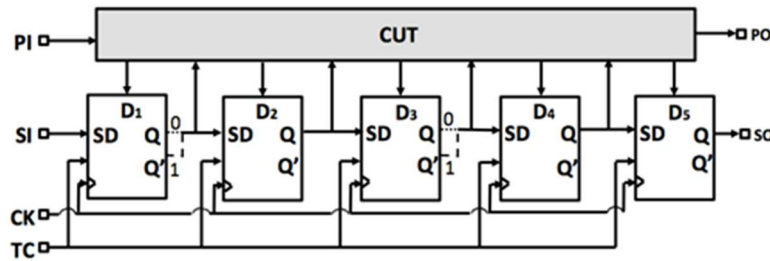 PI CUT PO
D₁ D₂ D₃ D₄ D₅
0 0
SI SD Q SD Q SD Q SD Q SD Q SO
Q' Q' Q' Q' Q'
1 1
CK
TC